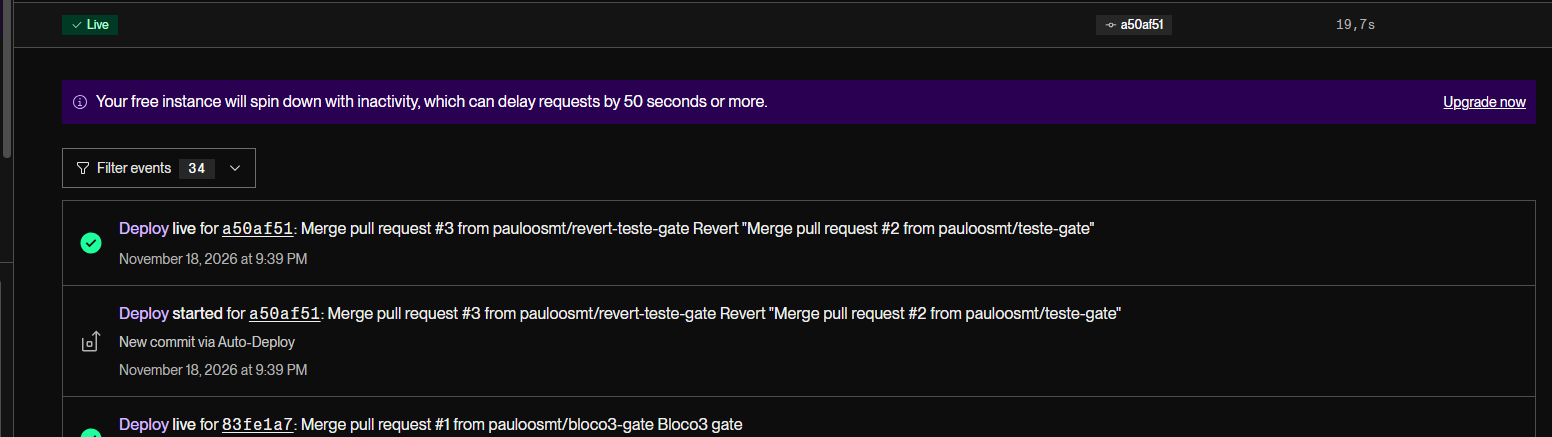 Live
a50af51
19,7s
Your free instance will spin down with inactivity, which can delay requests by 50 seconds or more.
Upgrade now
Filter events 34
Deploy live for a50af51: Merge pull request #3 from pauloosmt/revert-teste-gate Revert "Merge pull request #2 from pauloosmt/teste-gate"
November 18, 2026 at 9:39 PM
Deploy started for a50af51: Merge pull request #3 from pauloosmt/revert-teste-gate Revert "Merge pull request #2 from pauloosmt/teste-gate"
New commit via Auto-Deploy
November 18, 2026 at 9:39 PM
Deploy live for 83fe1a7: Merge pull request #1 from pauloosmt/bloco3-gate Bloco3 gate